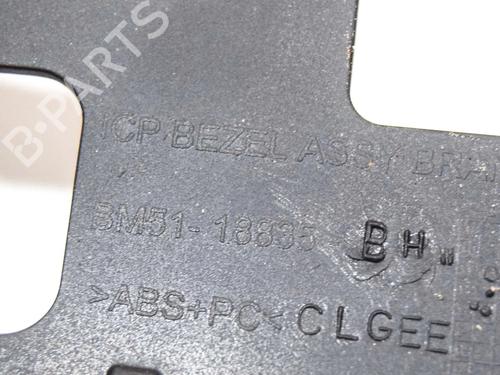 B·PARTS
ICP BEZEL ASSY BRA
BM51-18835 BH
>ABS+PC< CLGEE